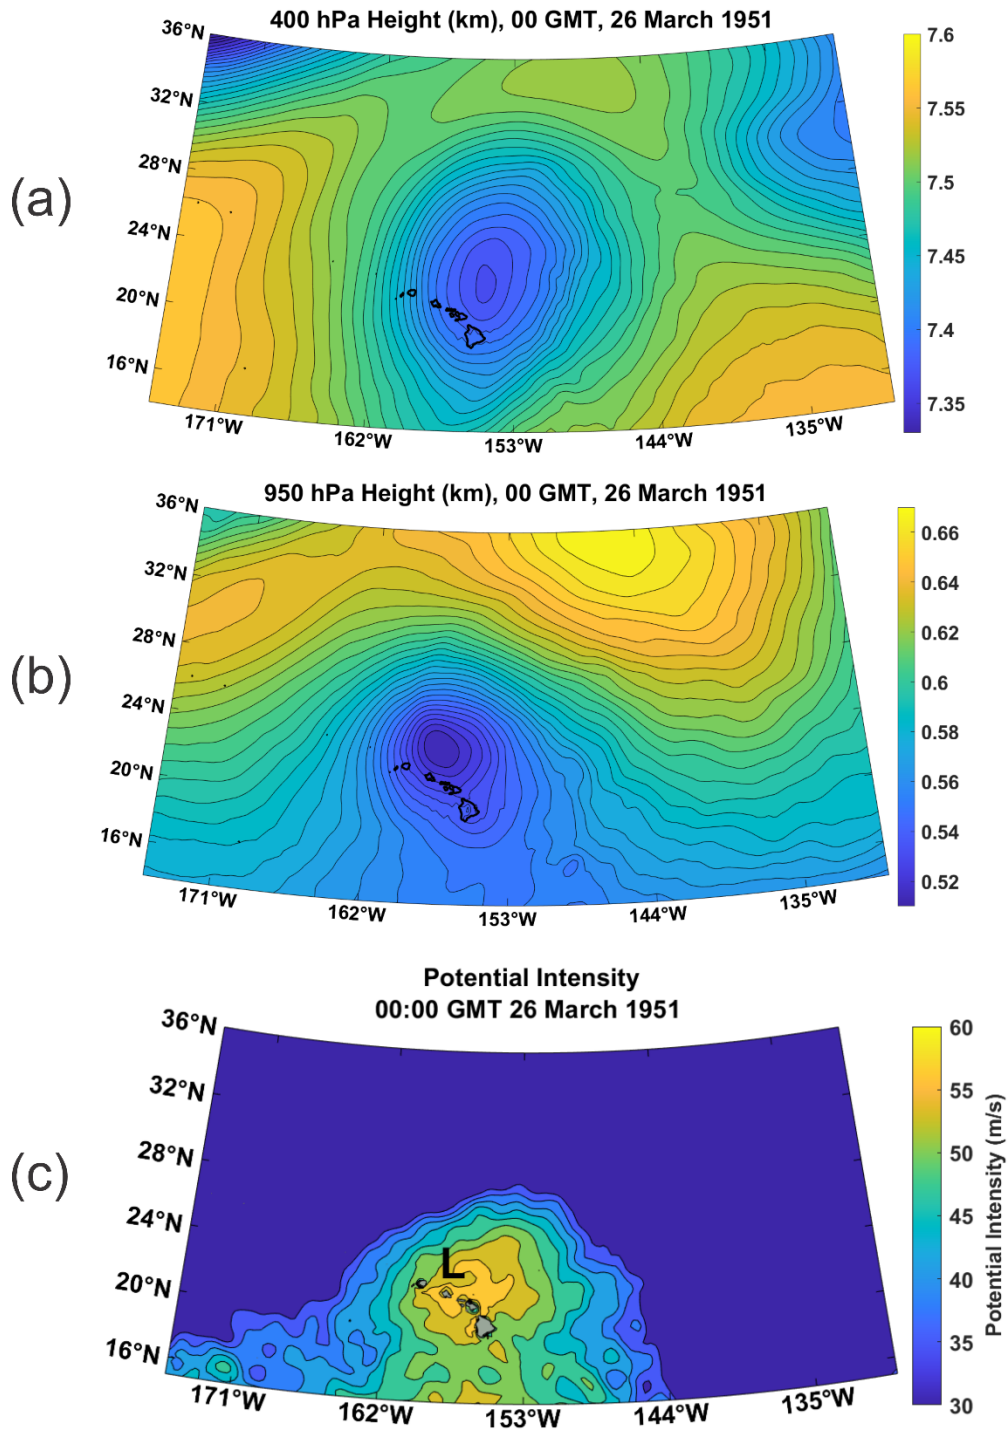 400 hPa Height (km), 00 GMT, 26 March 1951
(a)
36°N
32°N
28°N
24°N
20°N
16°N
171°W
162°W
153°W
144°W
135°W
7.6
7.55
7.5
7.45
7.4
7.35
950 hPa Height (km), 00 GMT, 26 March 1951
(b)
36°N
32°N
28°N
24°N
20°N
16°N
171°W
162°W
153°W
144°W
135°W
0.66
0.64
0.62
0.6
0.58
0.56
0.54
0.52
Potential Intensity
00:00 GMT 26 March 1951
(c)
36°N
32°N
28°N
24°N
20°N
16°N
L
171°W
162°W
153°W
144°W
135°W
60
55
50
45
40
35
30
Potential Intensity (m/s)